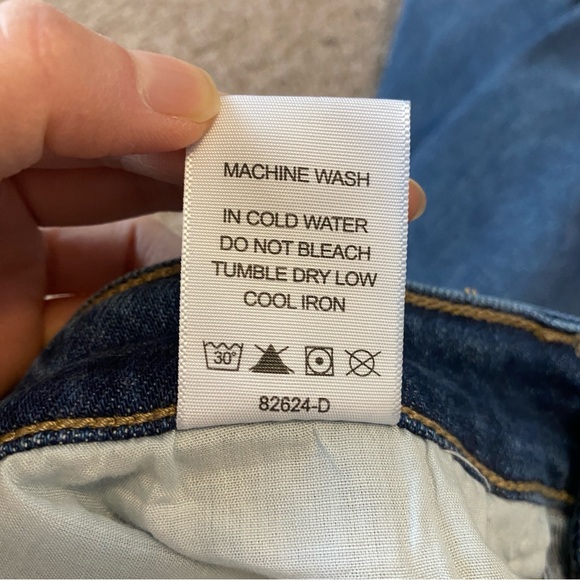 MACHINE WASH
IN COLD WATER
DO NOT BLEACH
TUMBLE DRY LOW
COOL IRON
30°
82624-D